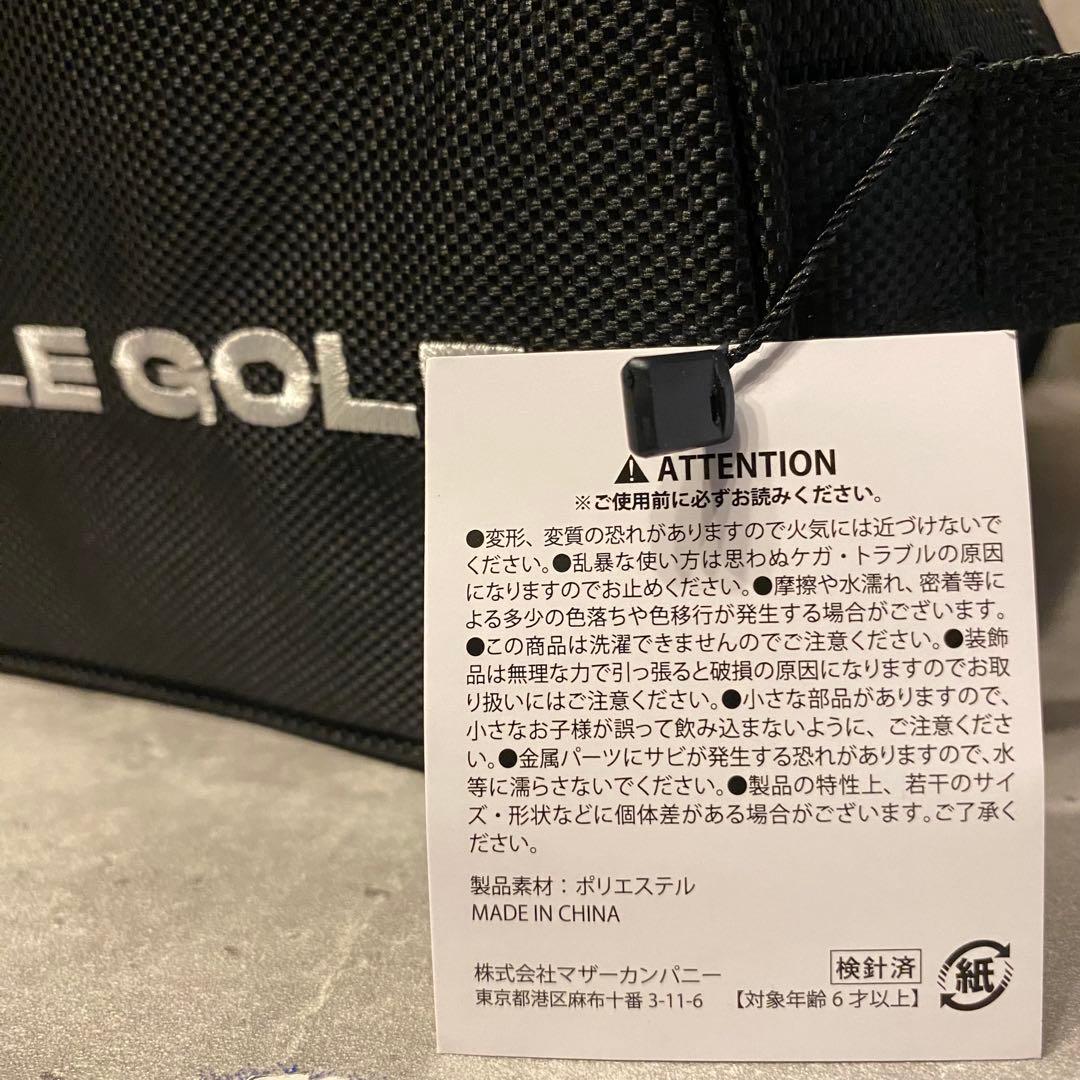 LE GOL
ATTENTION
※ご使用前に必ずお読みください。
●変形、変質の恐れがありますので火気には近づけないで
ください。●乱暴な使い方は思わぬケガ・トラブルの原因
になりますのでお止めください。●摩擦や水濡れ、密着等に
よる多少の色落ちや色移行が発生する場合がございます。
●この商品は洗濯できませんのでご注意ください。●装飾
品は無理な力で引っ張ると破損の原因になりますのでお取
り扱いにはご注意ください。●小さな部品がありますので、
小さなお子様が誤って飲み込まないように、ご注意くださ
い。●金属パーツにサビが発生する恐れがありますので、水
等に濡らさないでください。●製品の特性上、若干のサイ
ズ・形状などに個体差がある場合がございます。ご了承く
ださい。
製品素材：ポリエステル
MADE IN CHINA
株式会社マザーカンパニー
検針済
紙
東京都港区麻布十番 3-11-6 【対象年齢 6 才以上】